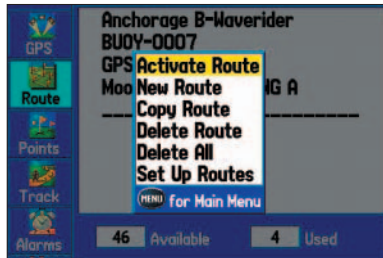 GPS
Route
Points
Track
Alarms
Anchorage B-Waverider
BUOY-0007
GPS
Moo
NG A
Activate Route
New Route
Copy Route
Delete Route
Delete All
Set Up Routes
MENU for Main Menu
46 Available 4 Used